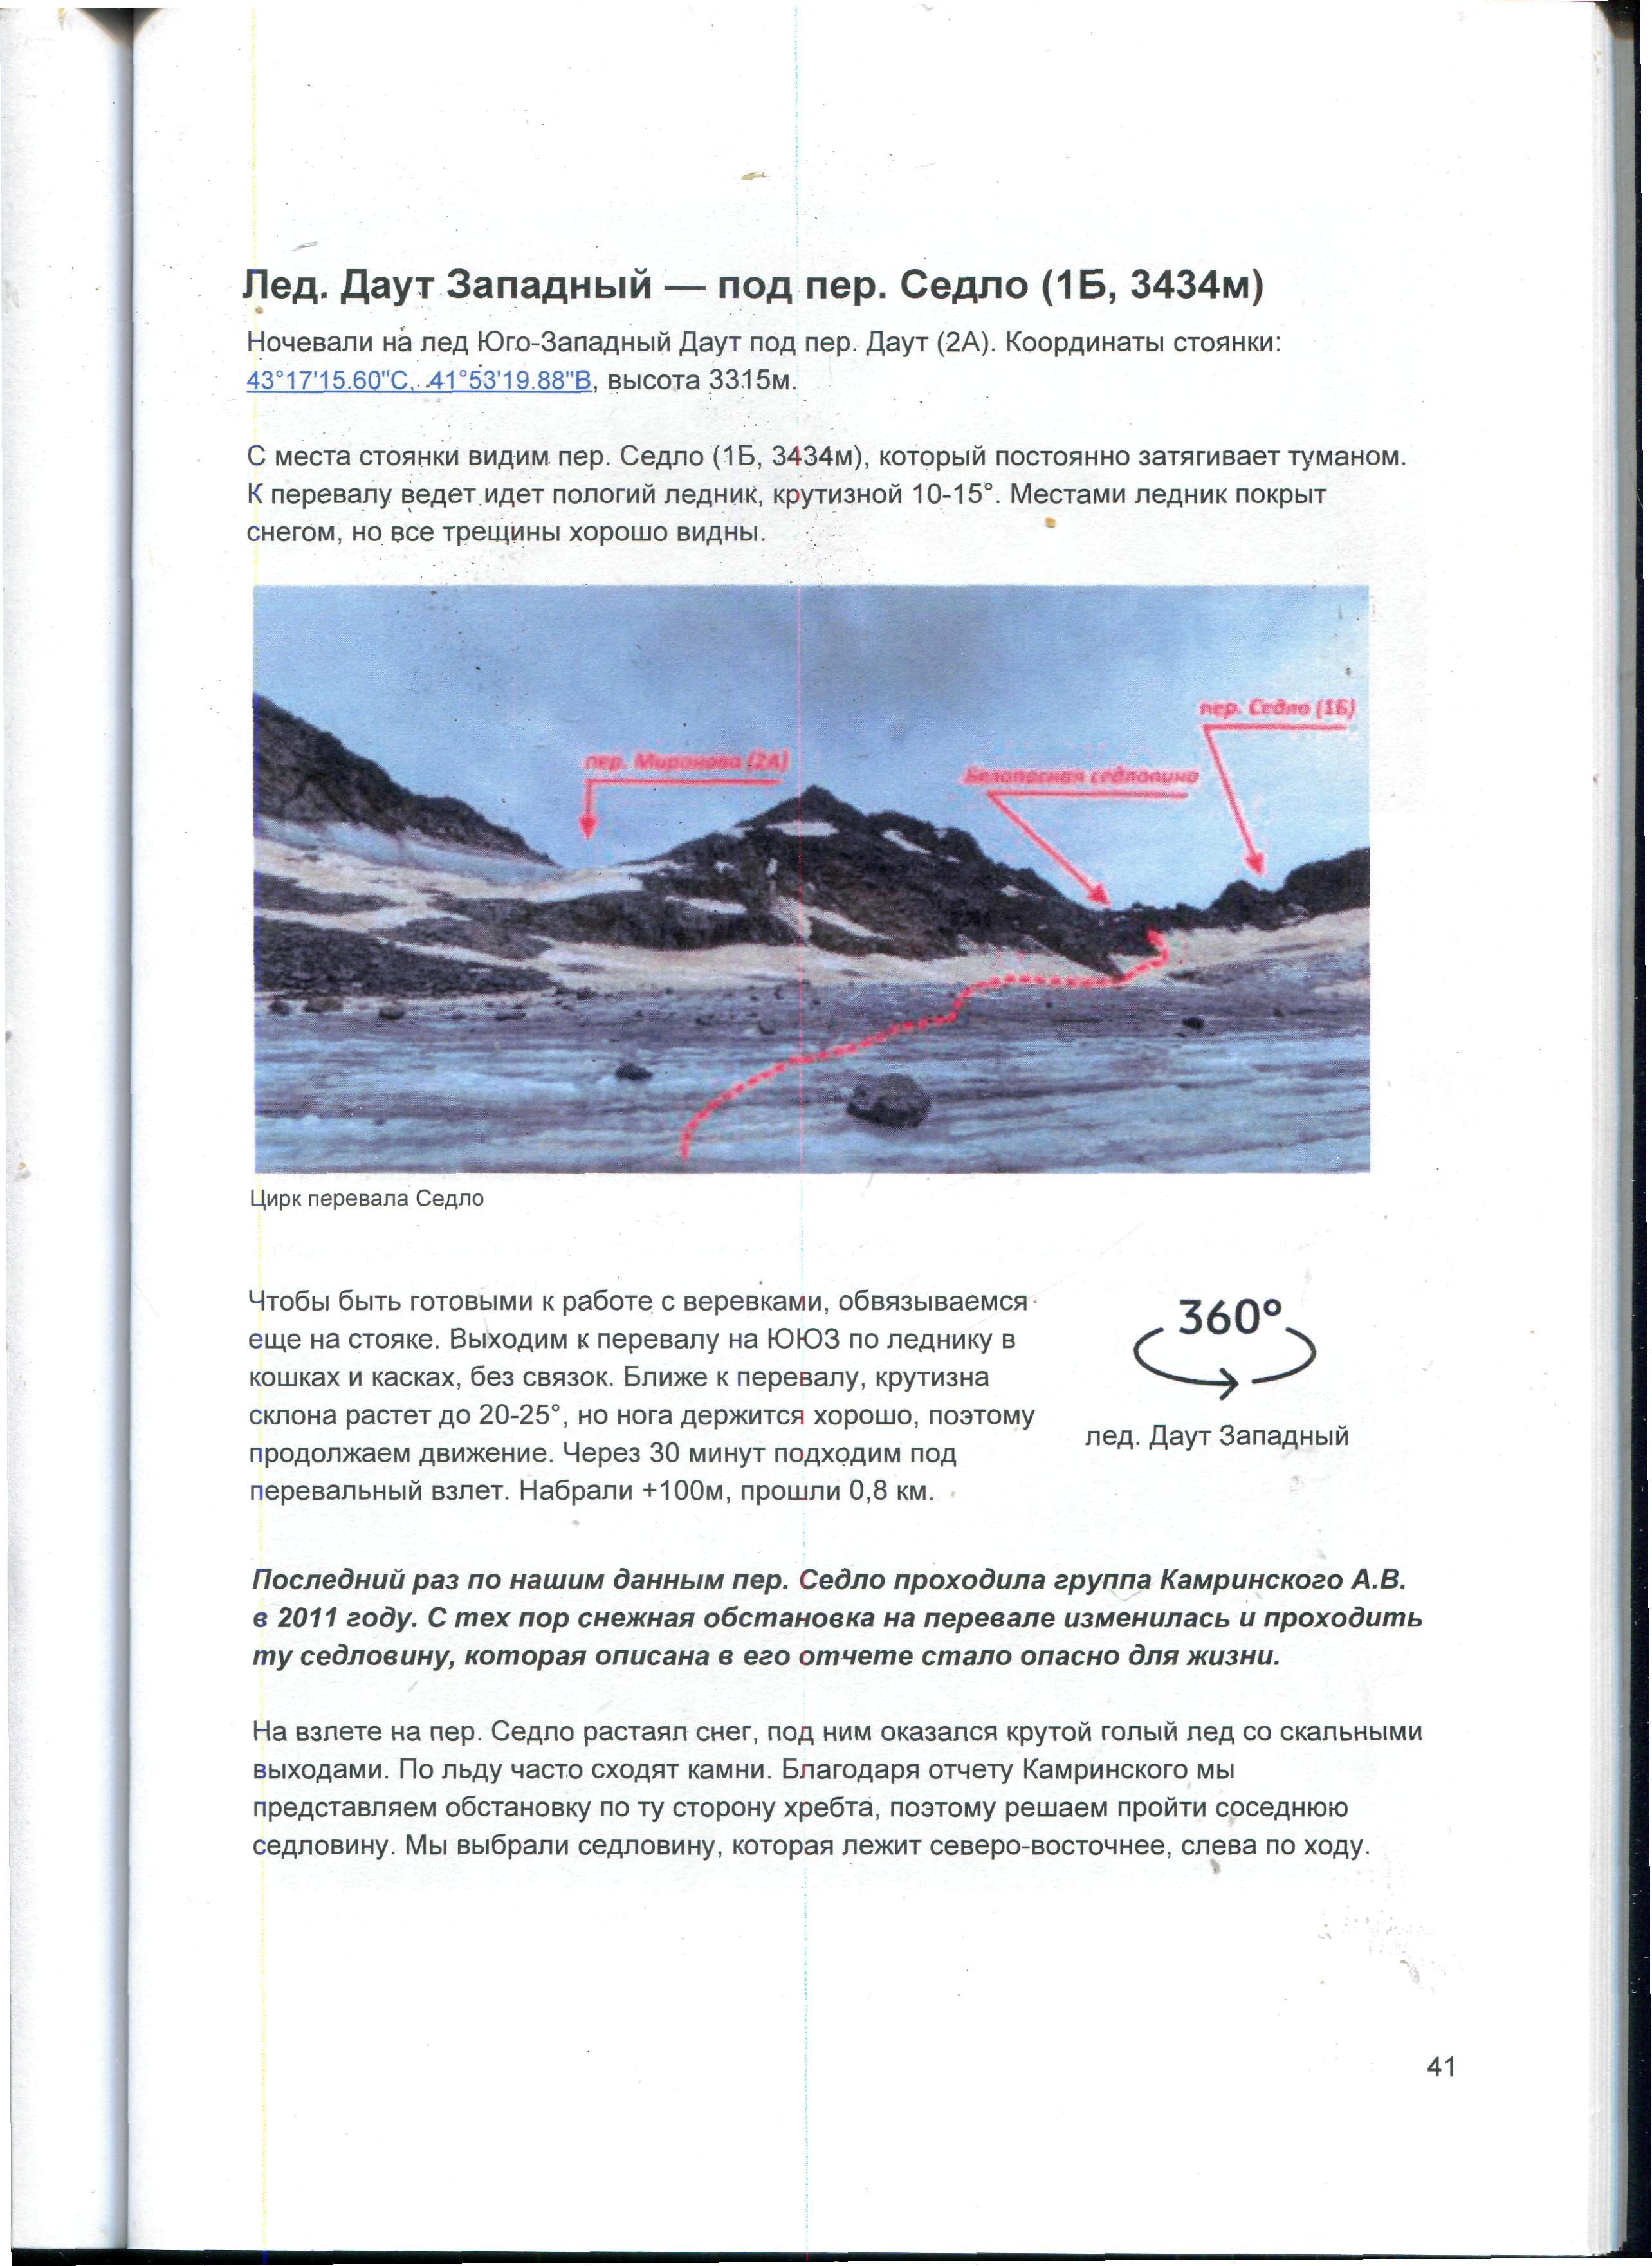 Лед. Даут Западный — под пер. Седло (1Б, 3434м)
Ночевали на лед Юго-Западный Даут под пер. Даут (2А). Координаты стоянки:
43°17'15.60"С, 41°53'19.88"В, высота 3315м.
С места стоянки видим пер. Седло (1Б, 3434м), который постоянно затягивает туманом.
К перевалу ведет идет пологий ледник, крутизной 10-15°. Местами ледник покрыт
снегом, но все трещины хорошо видны.
пер. Седло (1Б)
пер. Миронова (2А)
Безопасная седловина
Цирк перевала Седло
Чтобы быть готовыми к работе с веревками, обвязываемся
еще на стояке. Выходим к перевалу на ЮЮЗ по леднику в
кошках и касках, без связок. Ближе к перевалу, крутизна
склона растет до 20-25°, но нога держится хорошо, поэтому
продолжаем движение. Через 30 минут подходим под
перевальный взлет. Набрали +100м, прошли 0,8 км.
360°
лед. Даут Западный
Последний раз по нашим данным пер. Седло проходила группа Камринского А.В.
в 2011 году. С тех пор снежная обстановка на перевале изменилась и проходить
ту седловину, которая описана в его отчете стало опасно для жизни.
На взлете на пер. Седло растаял снег, под ним оказался крутой голый лед со скальными
выходами. По льду часто сходят камни. Благодаря отчету Камринского мы
представляем обстановку по ту сторону хребта, поэтому решаем пройти соседнюю
седловину. Мы выбрали седловину, которая лежит северо-восточнее, слева по ходу.
41